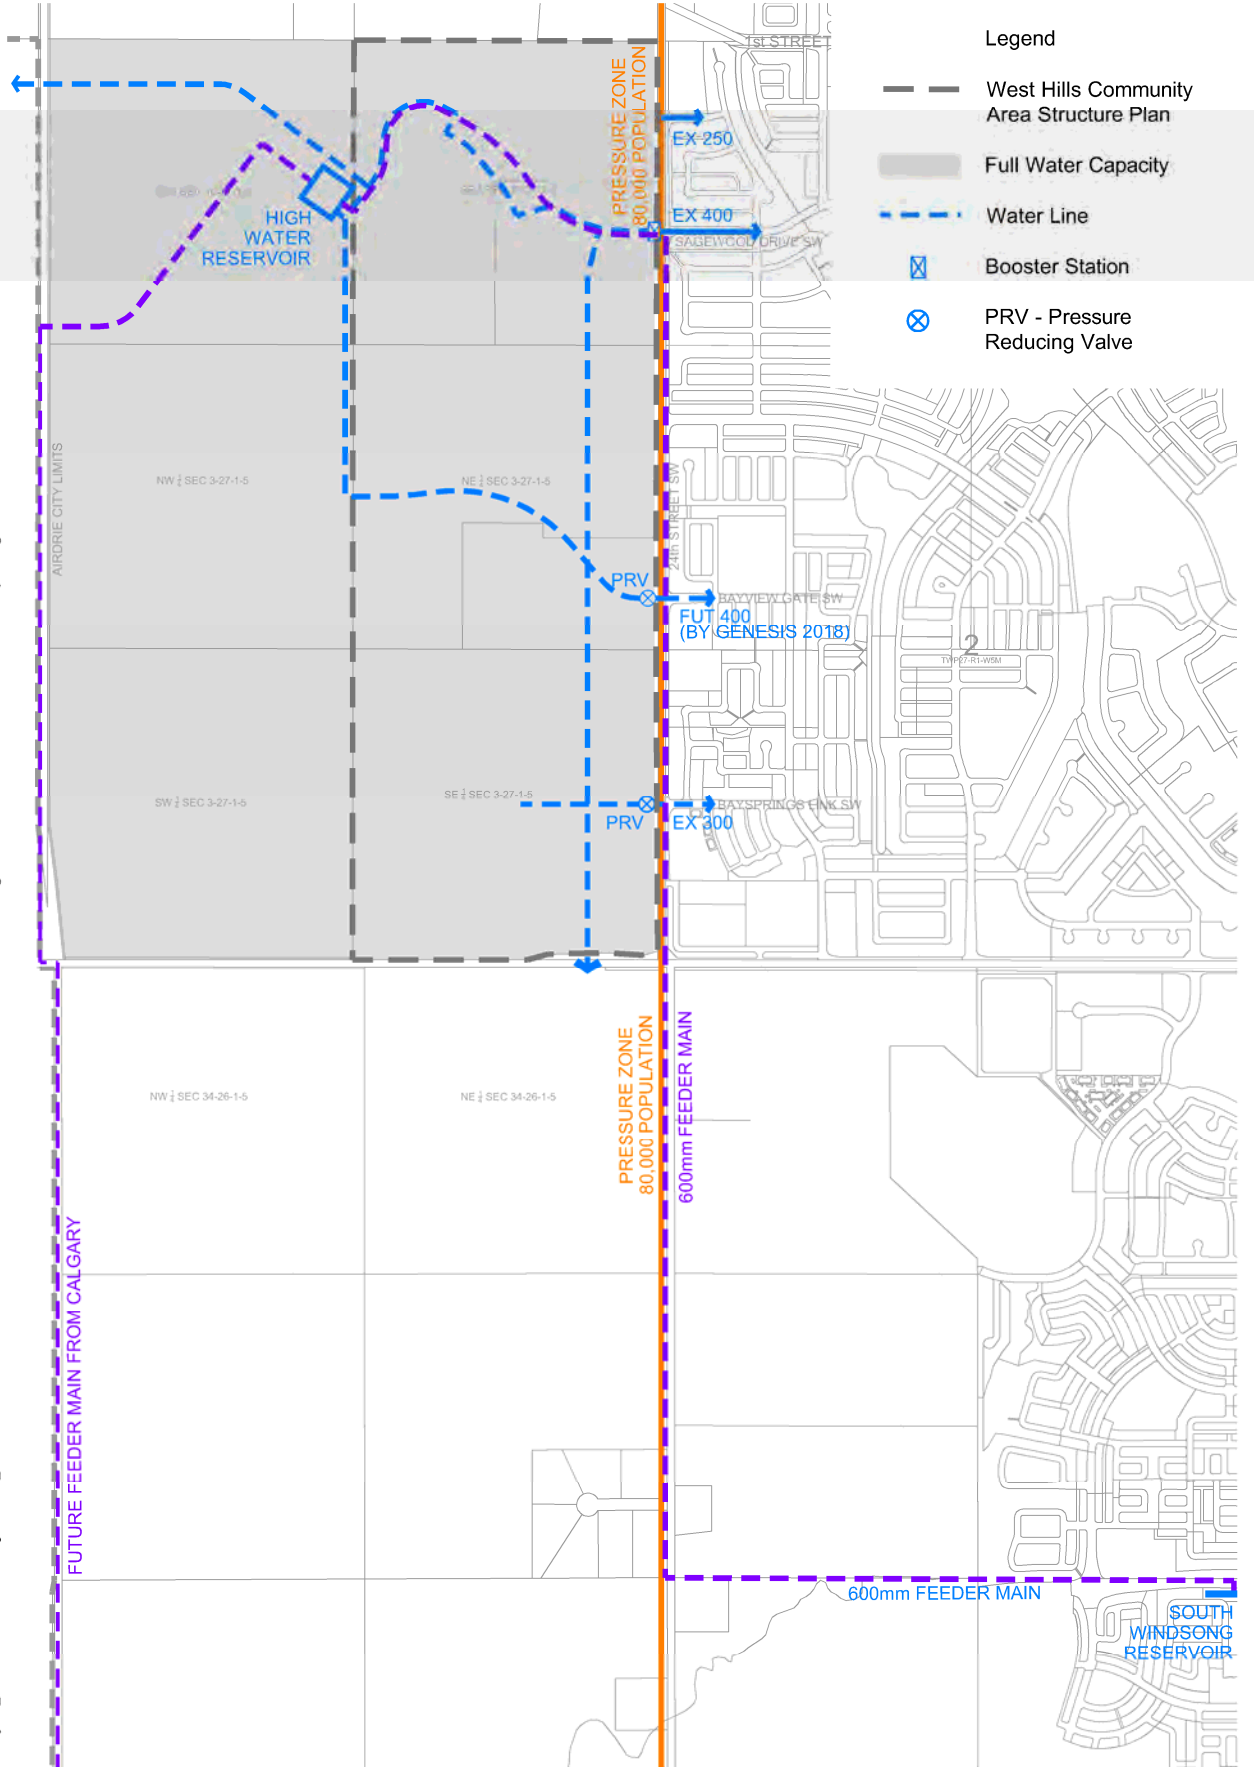 1st STREET
Legend
West Hills Community
Area Structure Plan
Full Water Capacity
Water Line
Booster Station
PRV - Pressure
Reducing Valve
PRESSURE ZONE
80,000 POPULATION
EX 250
EX 400
SAGEWOOD DRIVE SW
HIGH
WATER
RESERVOIR
AIRDRIE CITY LIMITS
NW ¼ SEC 3-27-1-5
NE ¼ SEC 3-27-1-5
24th STREET SW
PRV
BAYVIEW GATE SW
FUT 400
(BY GENESIS 2018)
2
TWP27-R1-W5M
SW ¼ SEC 3-27-1-5
SE ¼ SEC 3-27-1-5
BAYSPRINGS LINK SW
PRV
EX 300
PRESSURE ZONE
80,000 POPULATION
600mm FEEDER MAIN
NW ¼ SEC 34-26-1-5
NE ¼ SEC 34-26-1-5
FUTURE FEEDER MAIN FROM CALGARY
600mm FEEDER MAIN
SOUTH
WINDSONG
RESERVOIR